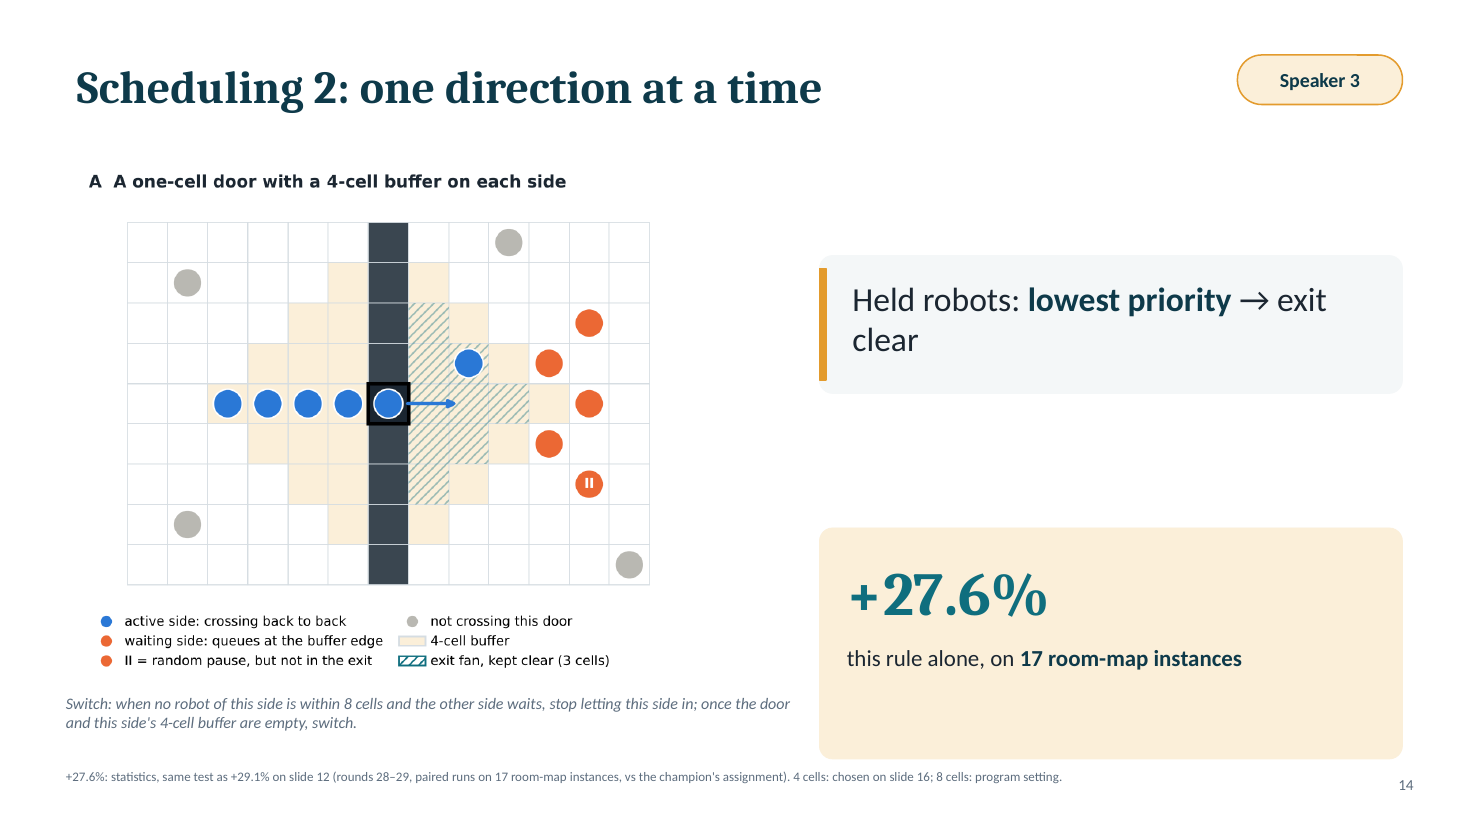 Scheduling 2: one direction at a time
Speaker 3
A A one-cell door with a 4-cell buffer on each side
II
active side: crossing back to back
waiting side: queues at the buffer edge
II = random pause, but not in the exit
not crossing this door
4-cell buffer
exit fan, kept clear (3 cells)
Switch: when no robot of this side is within 8 cells and the other side waits, stop letting this side in; once the door
and this side's 4-cell buffer are empty, switch.
Held robots: lowest priority → exit
clear
+27.6%
this rule alone, on 17 room-map instances
+27.6%: statistics, same test as +29.1% on slide 12 (rounds 28–29, paired runs on 17 room-map instances, vs the champion's assignment). 4 cells: chosen on slide 16; 8 cells: program setting.
14